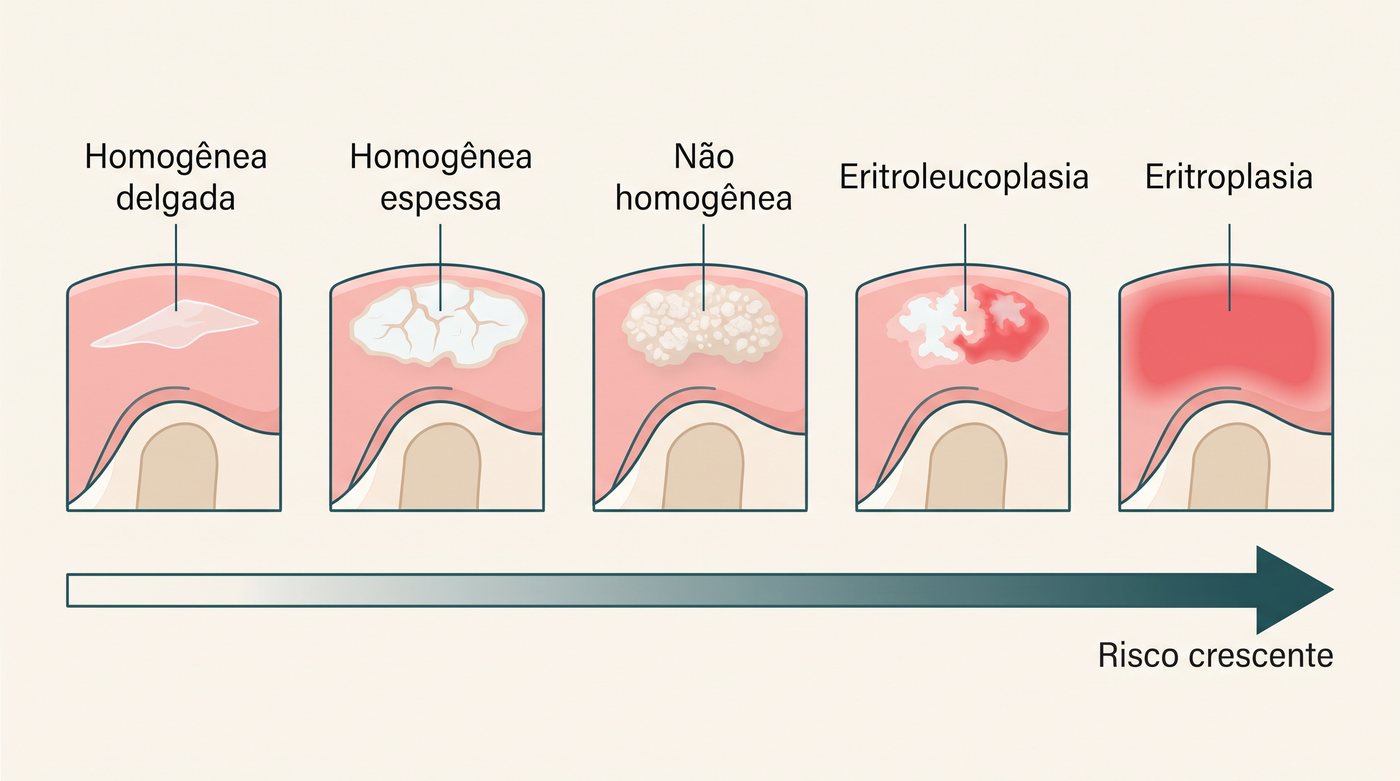 Homogênea
delgada
Homogênea
espessa
Não
homogênea
Eritroleucoplasia
Eritroplasia
Risco crescente